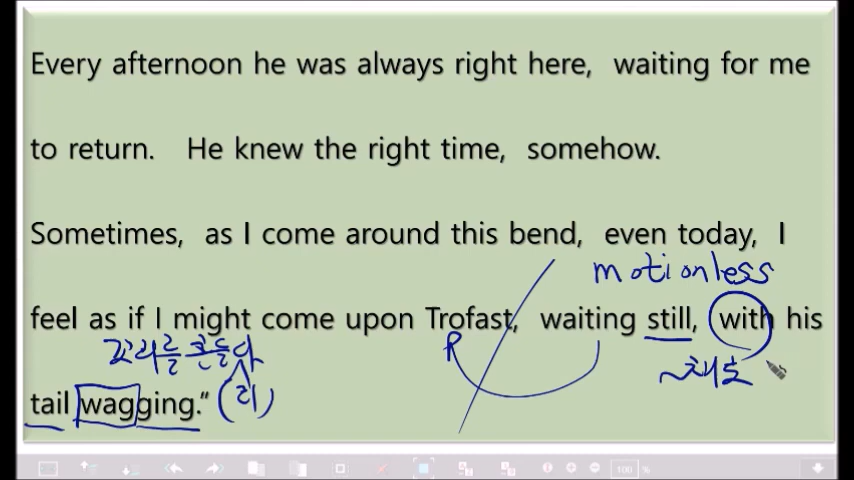 Every afternoon he was always right here, waiting for me
to return. He knew the right time, somehow.
Sometimes, as I come around this bend, even today, I
motionless
feel as if I might come upon Trofast, waiting still, with his
꼬리를 흔들다
~채로
tail wagging.” (리)
100 %